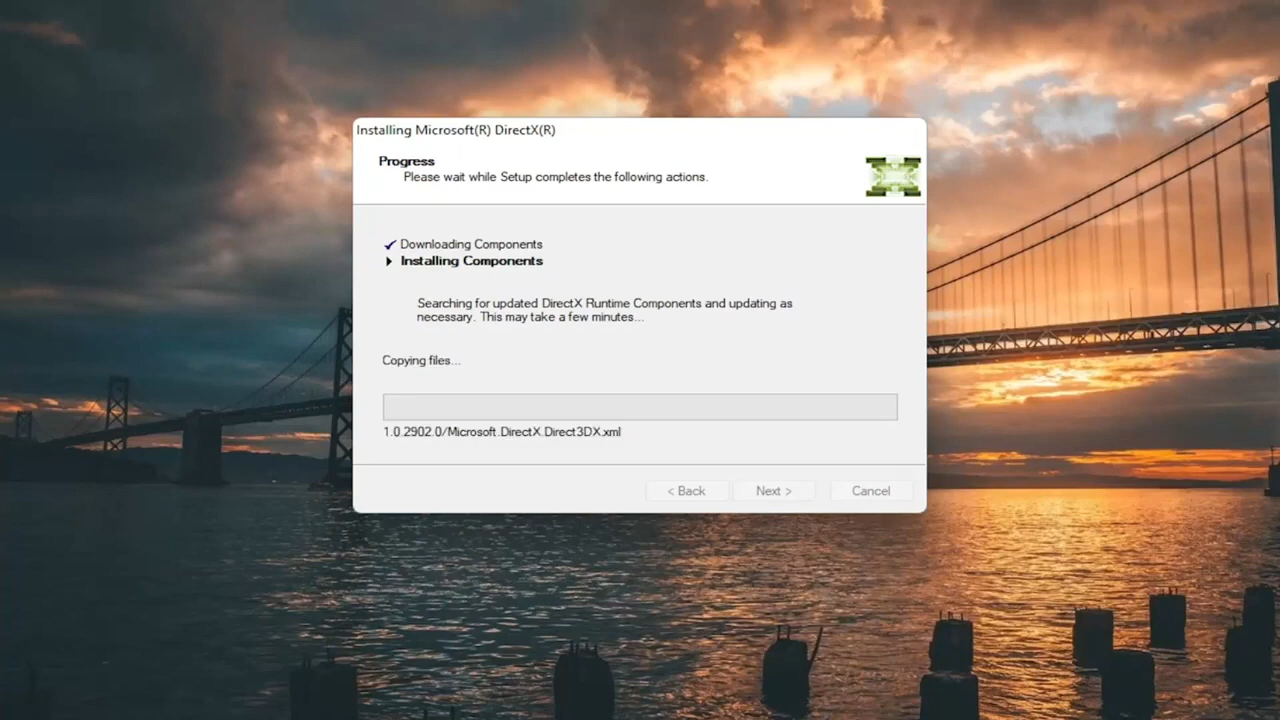 Installing Microsoft(R) DirectX(R)
Progress
Please wait while Setup completes the following actions.
Downloading Components
Installing Components
Searching for updated DirectX Runtime Components and updating as
necessary. This may take a few minutes...
Copying files...
1.0.2902.0/Microsoft.DirectX.Direct3DX.xml
< Back
Next >
Cancel